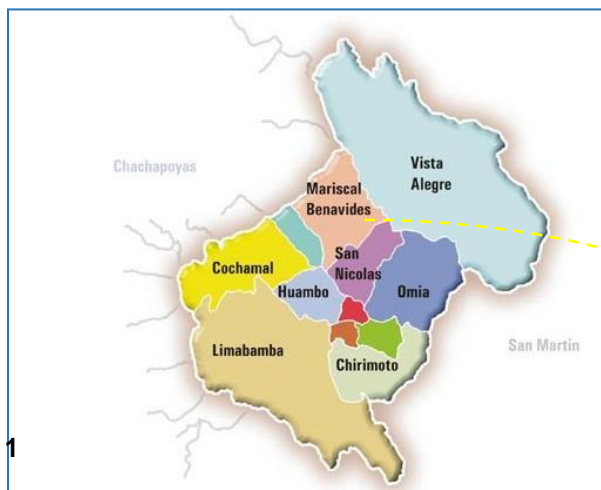 Vista
Alegre
Chachapoyas
Mariscal
Benavides
San
Nicolas
Cochamal
Huambo
Omia
San Martin
Limabamba
Chirimoto
1